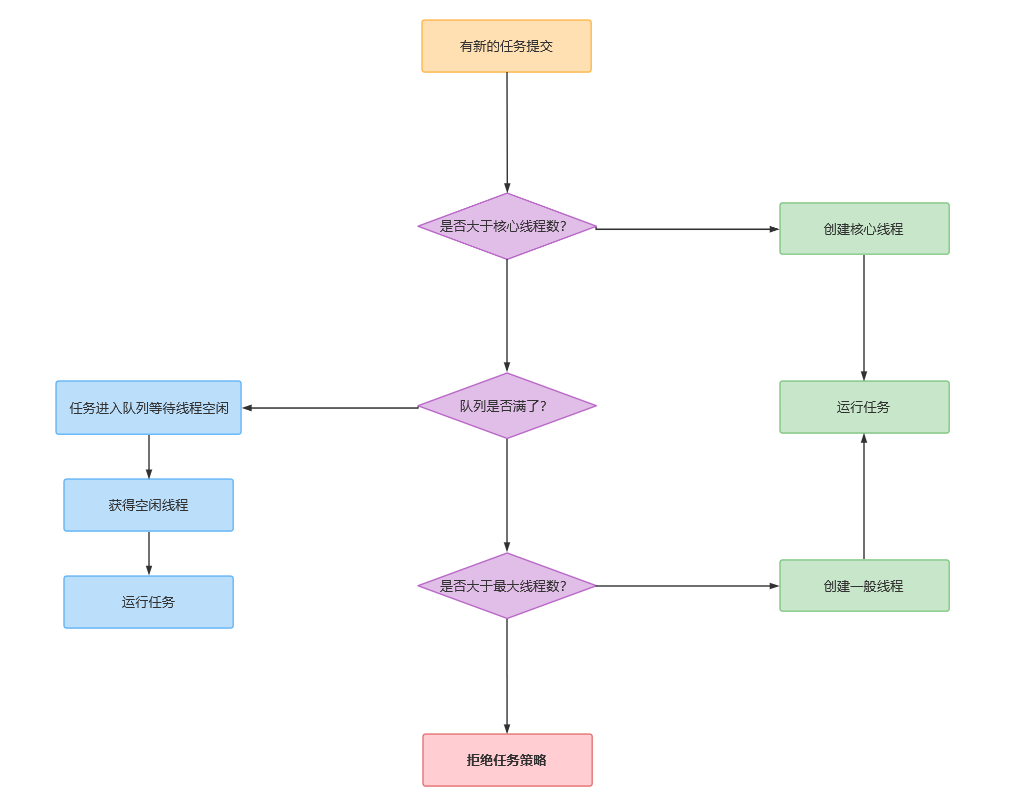 有新的任务提交
是否大于核心线程数?
创建核心线程
任务进入队列等待线程空闲
队列是否满了?
运行任务
获得空闲线程
运行任务
是否大于最大线程数?
创建一般线程
拒绝任务策略